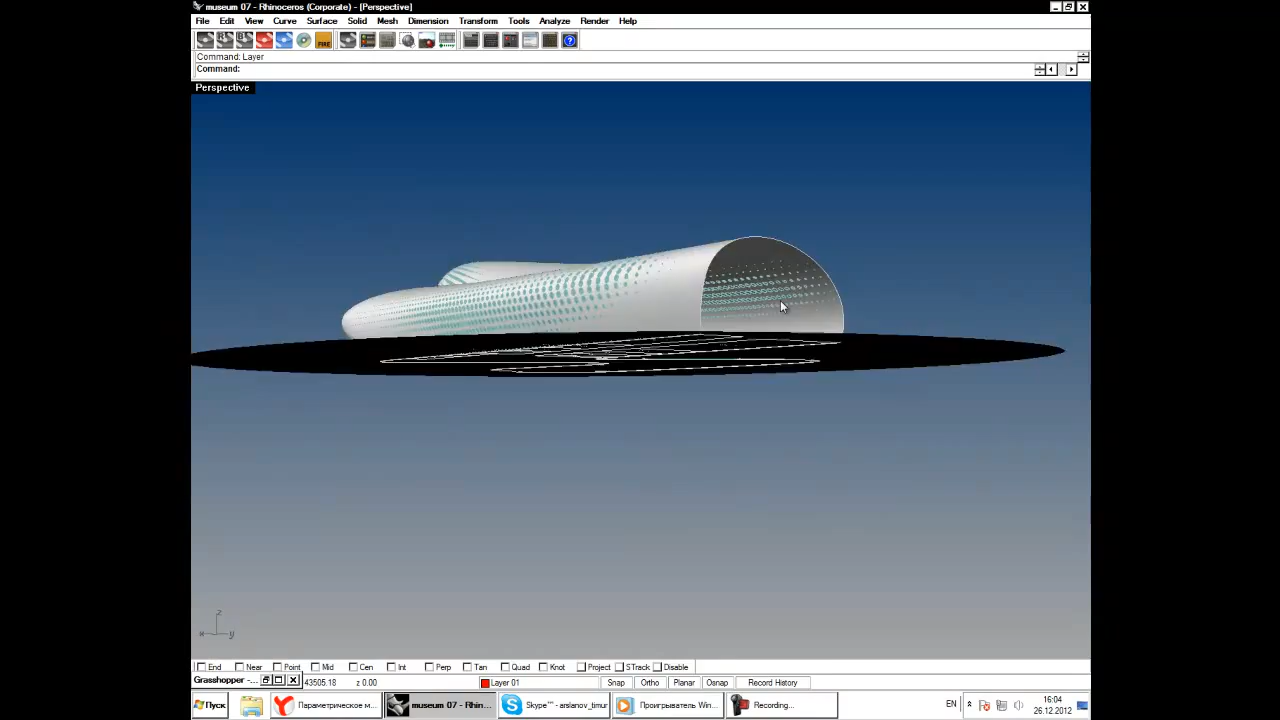 museum 07 - Rhinoceros (Corporate) - [Perspective]
File Edit View Curve Surface Solid Mesh Dimension Transform Tools Analyze Render Help
FIRE
Command: Layer
Command:
Perspective
z
x y
End Near Point Mid Cen Int Perp Tan Quad Knot Project STrack Disable
Grasshopper -... 43505.18 z 0.00 Layer 01 Snap Ortho Planar Osnap Record History
Пуск Параметрическое м... museum 07 - Rhin... Skype™ - arslanov_timur Проигрыватель Win... Recording... EN 16:04
26.12.2012